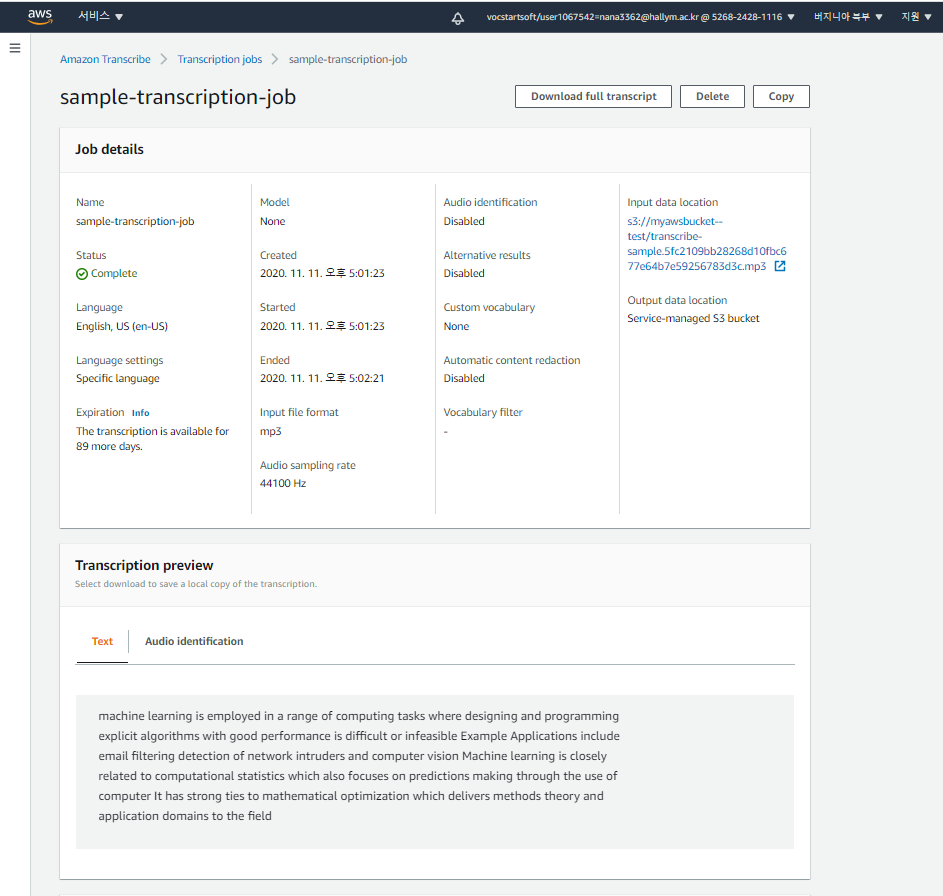 aws
서비스
vocstartsoft/user1067542=nana3362@hallym.ac.kr @ 5268-2428-1116
버지니아 북부
지원
Amazon Transcribe
Transcription jobs
sample-transcription-job
sample-transcription-job
Download full transcript
Delete
Copy
Job details
Name
sample-transcription-job
Status
Complete
Language
English, US (en-US)
Language settings
Specific language
Expiration Info
The transcription is available for
89 more days.
Model
None
Created
2020. 11. 11. 오후 5:01:23
Started
2020. 11. 11. 오후 5:01:23
Ended
2020. 11. 11. 오후 5:02:21
Input file format
mp3
Audio sampling rate
44100 Hz
Audio identification
Disabled
Alternative results
Disabled
Custom vocabulary
None
Automatic content redaction
Disabled
Vocabulary filter
-
Input data location
s3://myawsbucket--
test/transcribe-
sample.5fc2109bb28268d10fbc6
77e64b7e59256783d3c.mp3
Output data location
Service-managed S3 bucket
Transcription preview
Select download to save a local copy of the transcription.
Text
Audio identification
machine learning is employed in a range of computing tasks where designing and programming
explicit algorithms with good performance is difficult or infeasible Example Applications include
email filtering detection of network intruders and computer vision Machine learning is closely
related to computational statistics which also focuses on predictions making through the use of
computer It has strong ties to mathematical optimization which delivers methods theory and
application domains to the field